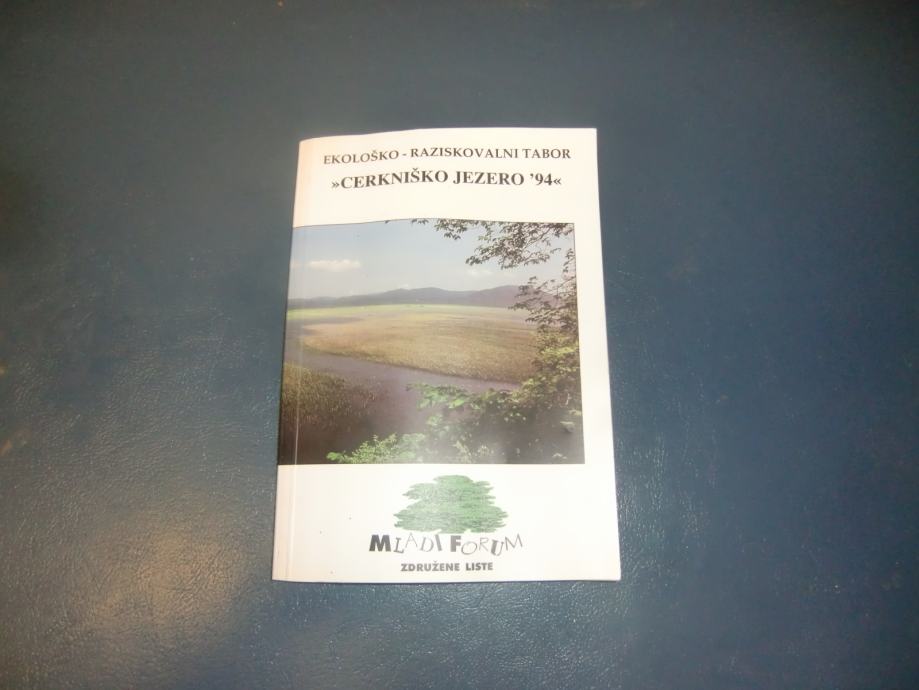 EKOLOŠKO - RAZISKOVALNI TABOR
»CERKNIŠKO JEZERO ’94«
MLADI FORUM
ZDRUŽENE LISTE